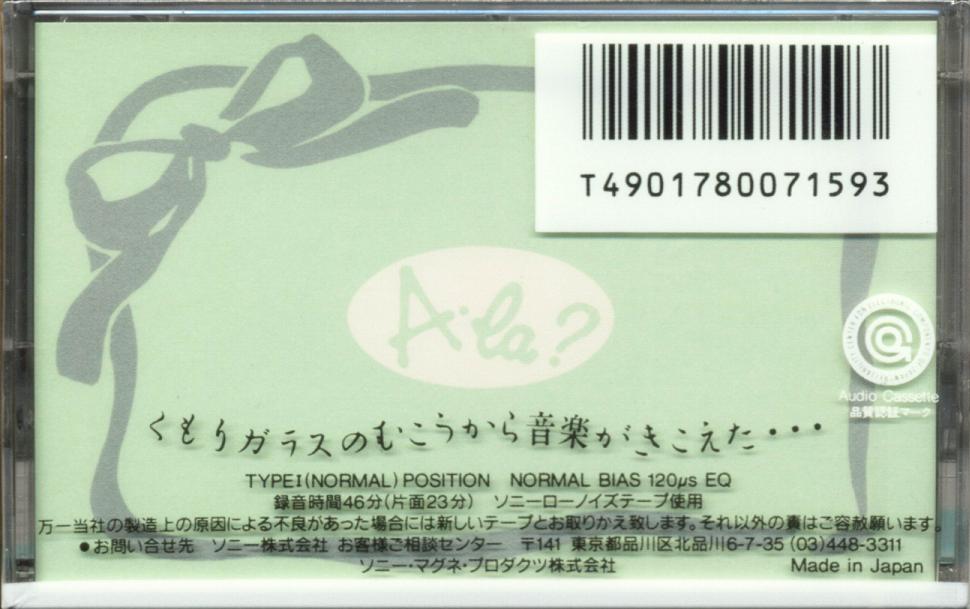 T4901780071593
A・la?
Audio Cassette
品質認証マーク
くもりガラスのむこうから音楽がきこえた・・・
TYPEI(NORMAL)POSITION NORMAL BIAS 120μs EQ
録音時間46分(片面23分) ソニーローノイズテープ使用
万一当社の製造上の原因による不良があった場合には新しいテープとお取りかえ致します。それ以外の責はご容赦願います。
●お問い合せ先 ソニー株式会社 お客様ご相談センター 〒141 東京都品川区北品川6-7-35(03)448-3311
ソニー・マグネ・プロダクツ株式会社 Made in Japan